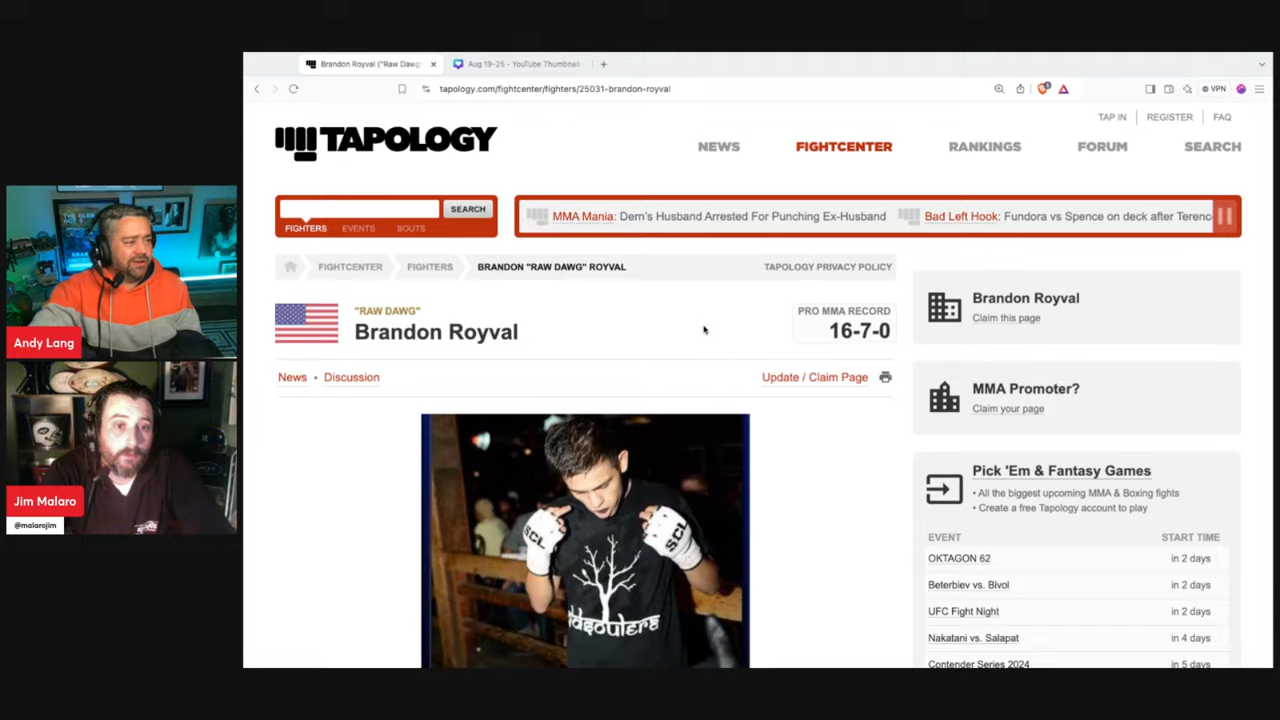 Brandon Royval ("Raw Dawg"
Aug 19-25 - YouTube Thumbnail
tapology.com/fightcenter/fighters/25031-brandon-royval
VPN
TAP IN
REGISTER
FAQ
TAPOLOGY
NEWS
FIGHTCENTER
RANKINGS
FORUM
SEARCH
SEARCH
FIGHTERS
EVENTS
BOUTS
MMA Mania: Dern's Husband Arrested For Punching Ex-Husband
Bad Left Hook: Fundora vs Spence on deck after Terenc
FIGHTCENTER
FIGHTERS
BRANDON "RAW DAWG" ROYVAL
TAPOLOGY PRIVACY POLICY
"RAW DAWG"
Brandon Royval
PRO MMA RECORD
16-7-0
News • Discussion
Update / Claim Page
SCL
SCL
Brandon Royval
Claim this page
MMA Promoter?
Claim your page
Pick 'Em & Fantasy Games
• All the biggest upcoming MMA & Boxing fights
• Create a free Tapology account to play
EVENT START TIME
OKTAGON 62 in 2 days
Beterbiev vs. Bivol in 2 days
UFC Fight Night in 2 days
Nakatani vs. Salapat in 4 days
Contender Series 2024 in 5 days
Andy Lang
Jim Malaro
@malarojim